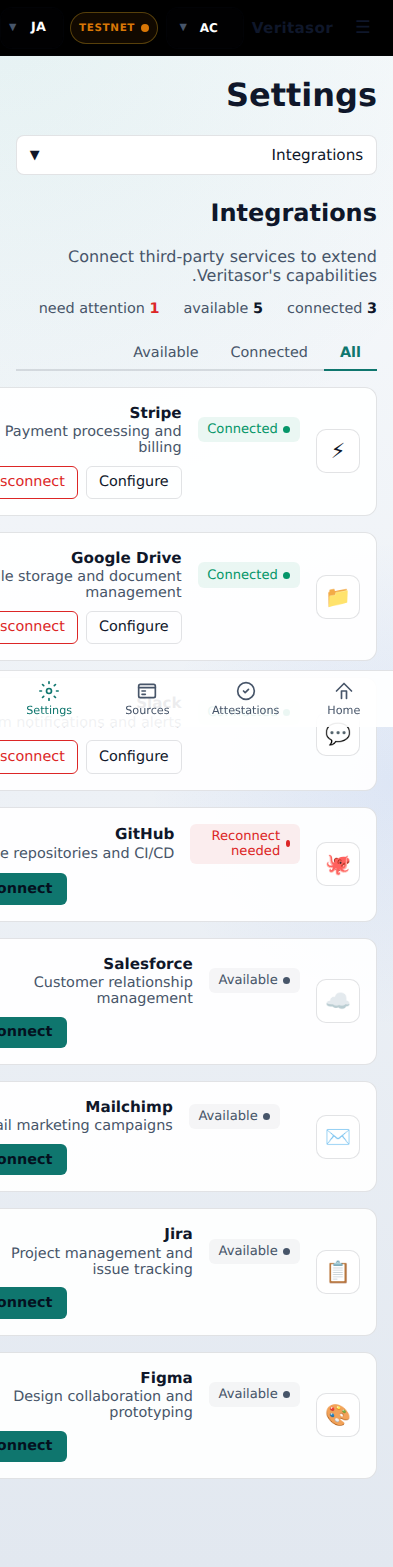 ☰ Veritasor AC ▼ TESTNET JA ▼
Settings
Integrations ▼
Integrations
Connect third-party services to extend
.Veritasor's capabilities
3 connected 5 available 1 need attention
All Connected Available
Stripe
Connected
Payment processing and
billing
Configure sconnect
Google Drive
Connected
le storage and document
management
Configure sconnect
Slack
m notifications and alerts
Home Attestations Sources Settings
Configure sconnect
GitHub
Reconnect
needed
e repositories and CI/CD
onnect
Salesforce
Available
Customer relationship
management
onnect
Mailchimp
Available
ail marketing campaigns
onnect
Jira
Available
Project management and
issue tracking
onnect
Figma
Available
Design collaboration and
prototyping
onnect